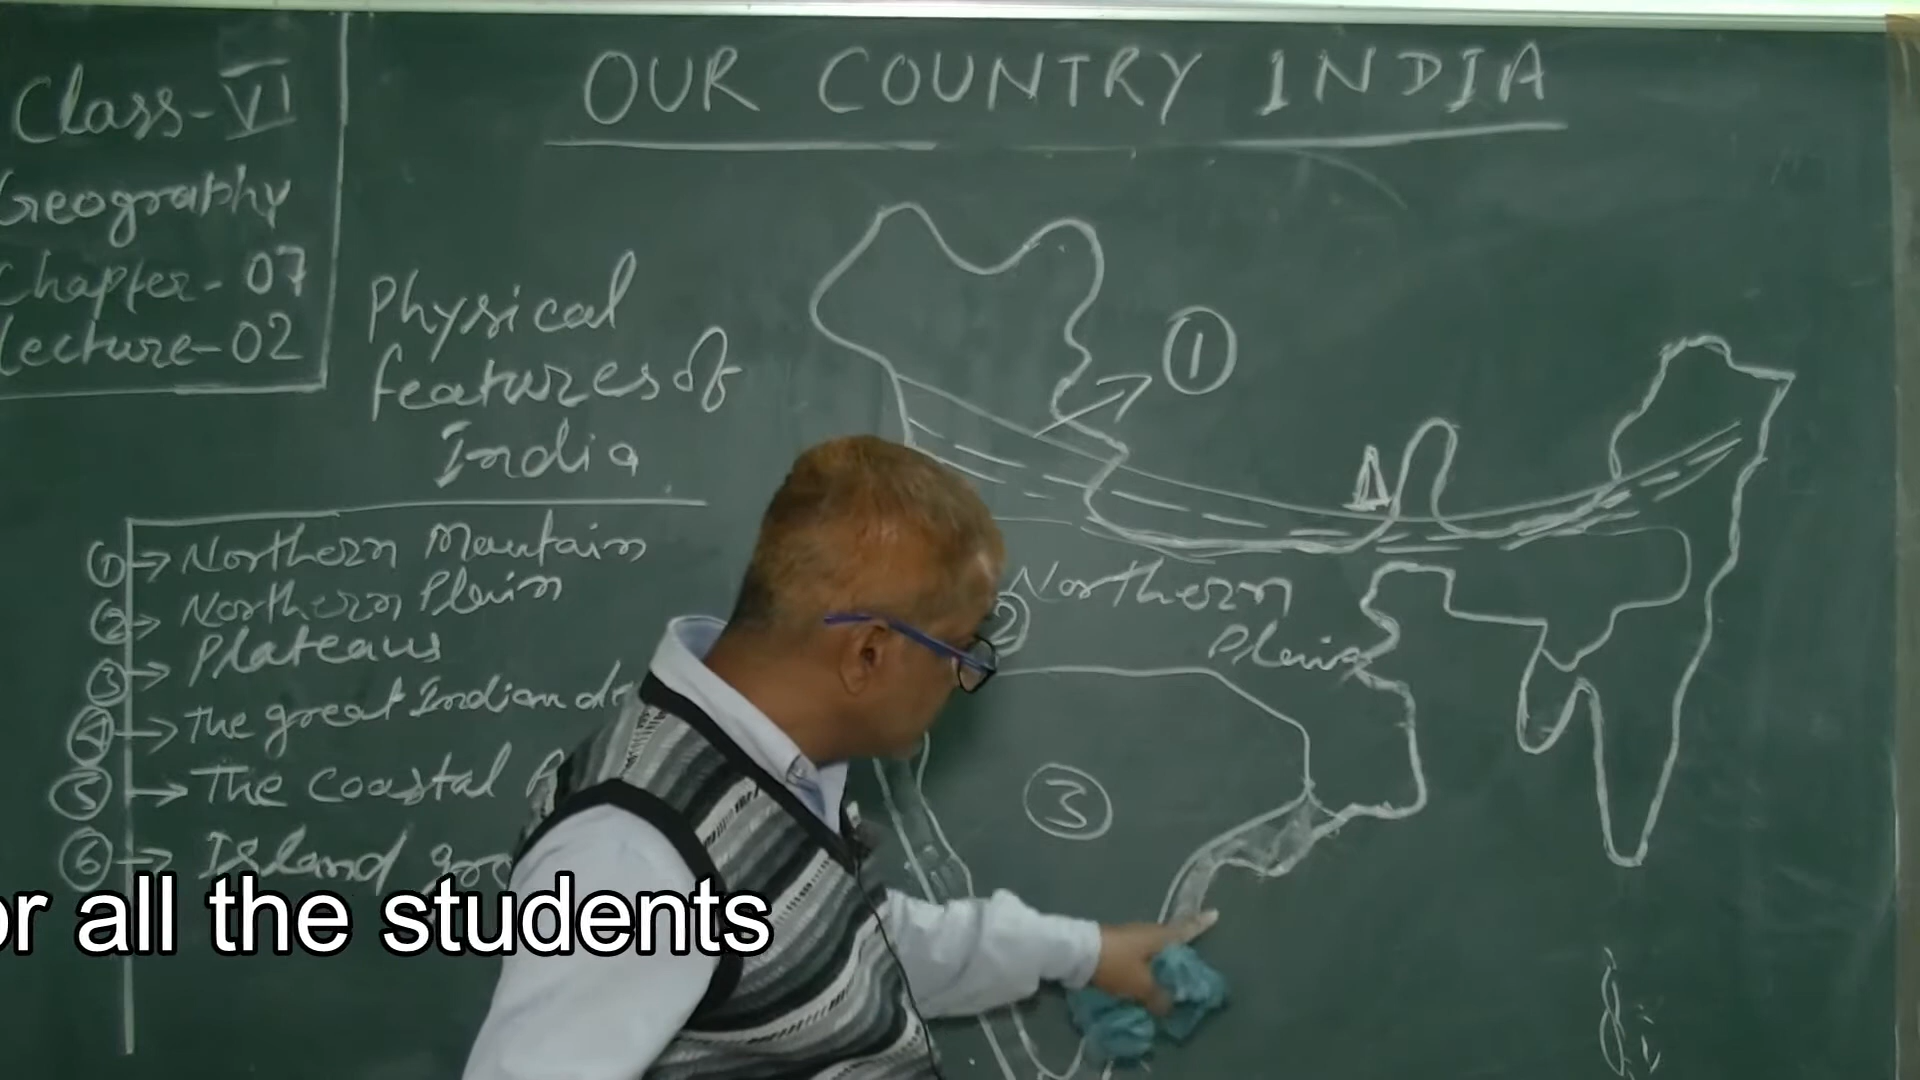 Class-VI
Geography
Chapter-07
Lecture-02
OUR COUNTRY INDIA
Physical
features of
India
① → Northern Mountain
② → Northern Plain
③ → Plateaus
④ → The great Indian
⑤ → The coastal
⑥ → Island
①
② Northern
Plain
③
all the students